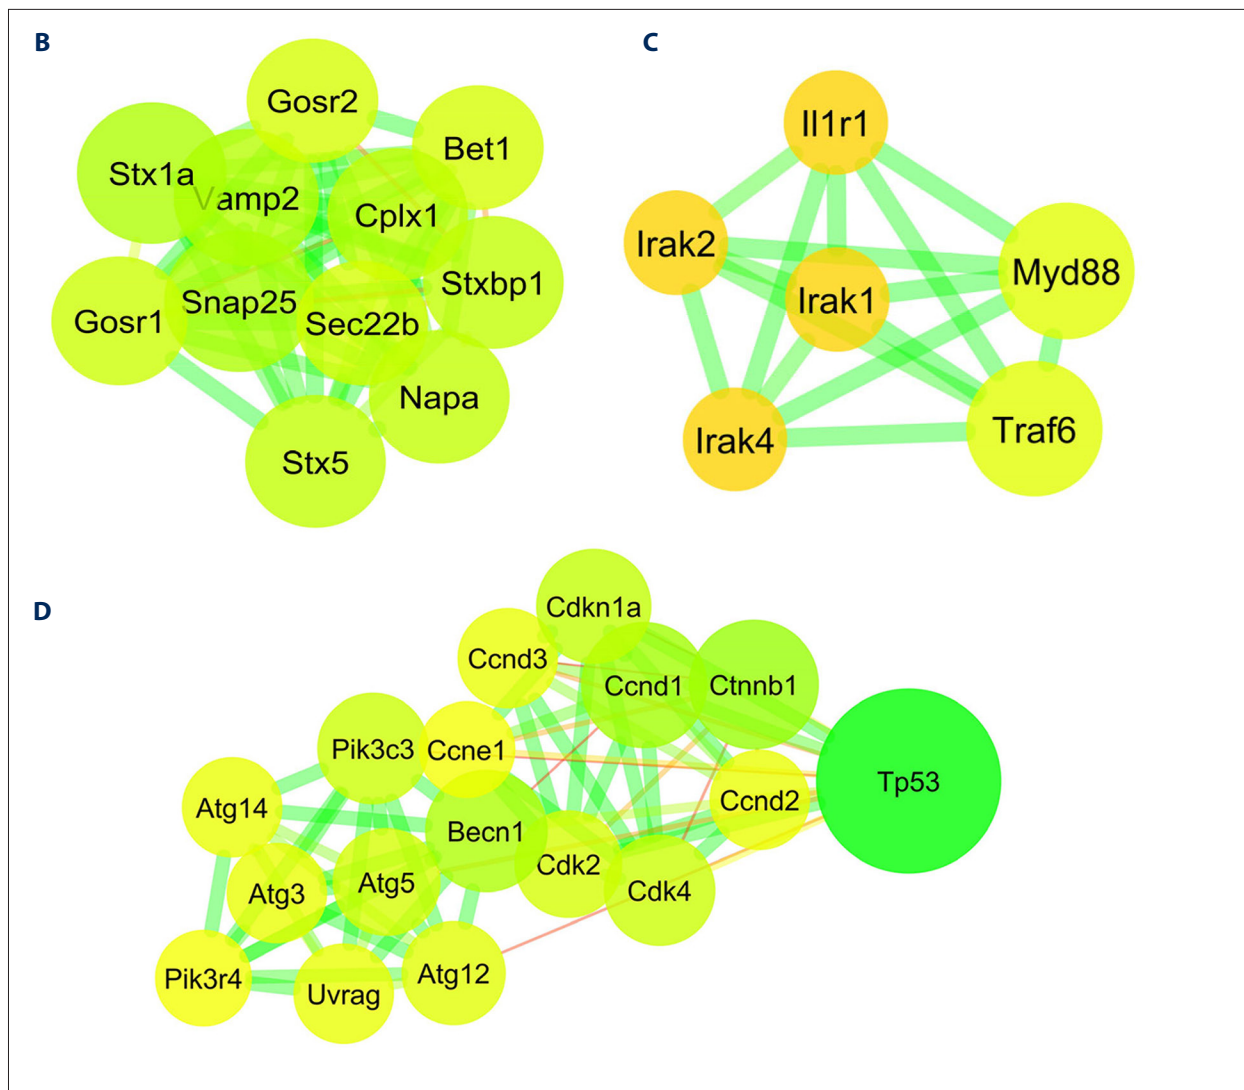 B
Gosr2
Bet1
Stx1a
Vamp2
Cplx1
Stxbp1
Snap25
Sec22b
Gosr1
Napa
Stx5
C
Il1r1
Irak2
Irak1
Myd88
Irak4
Traf6
D
Cdkn1a
Ccnd3
Ccnd1
Ctnnb1
Pik3c3
Ccne1
Tp53
Atg14
Becn1
Ccnd2
Atg3
Atg5
Cdk2
Cdk4
Pik3r4
Uvrag
Atg12